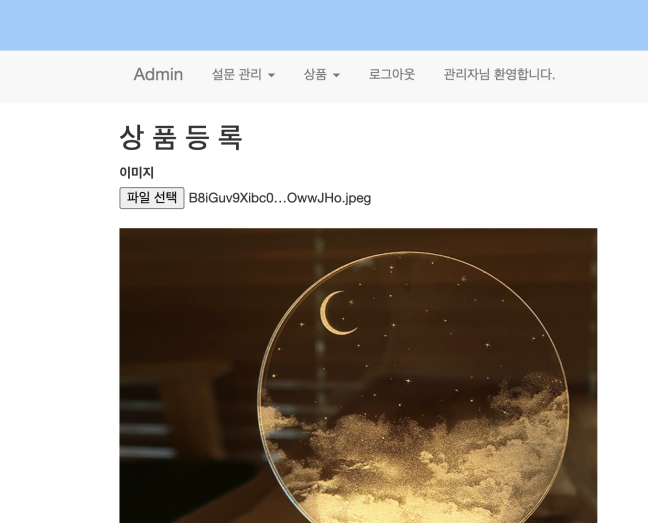 Admin 설문 관리 상품 로그아웃 관리자님 환영합니다.
상 품 등 록
이미지
파일 선택 B8iGuv9Xibc0...OwwJHo.jpeg